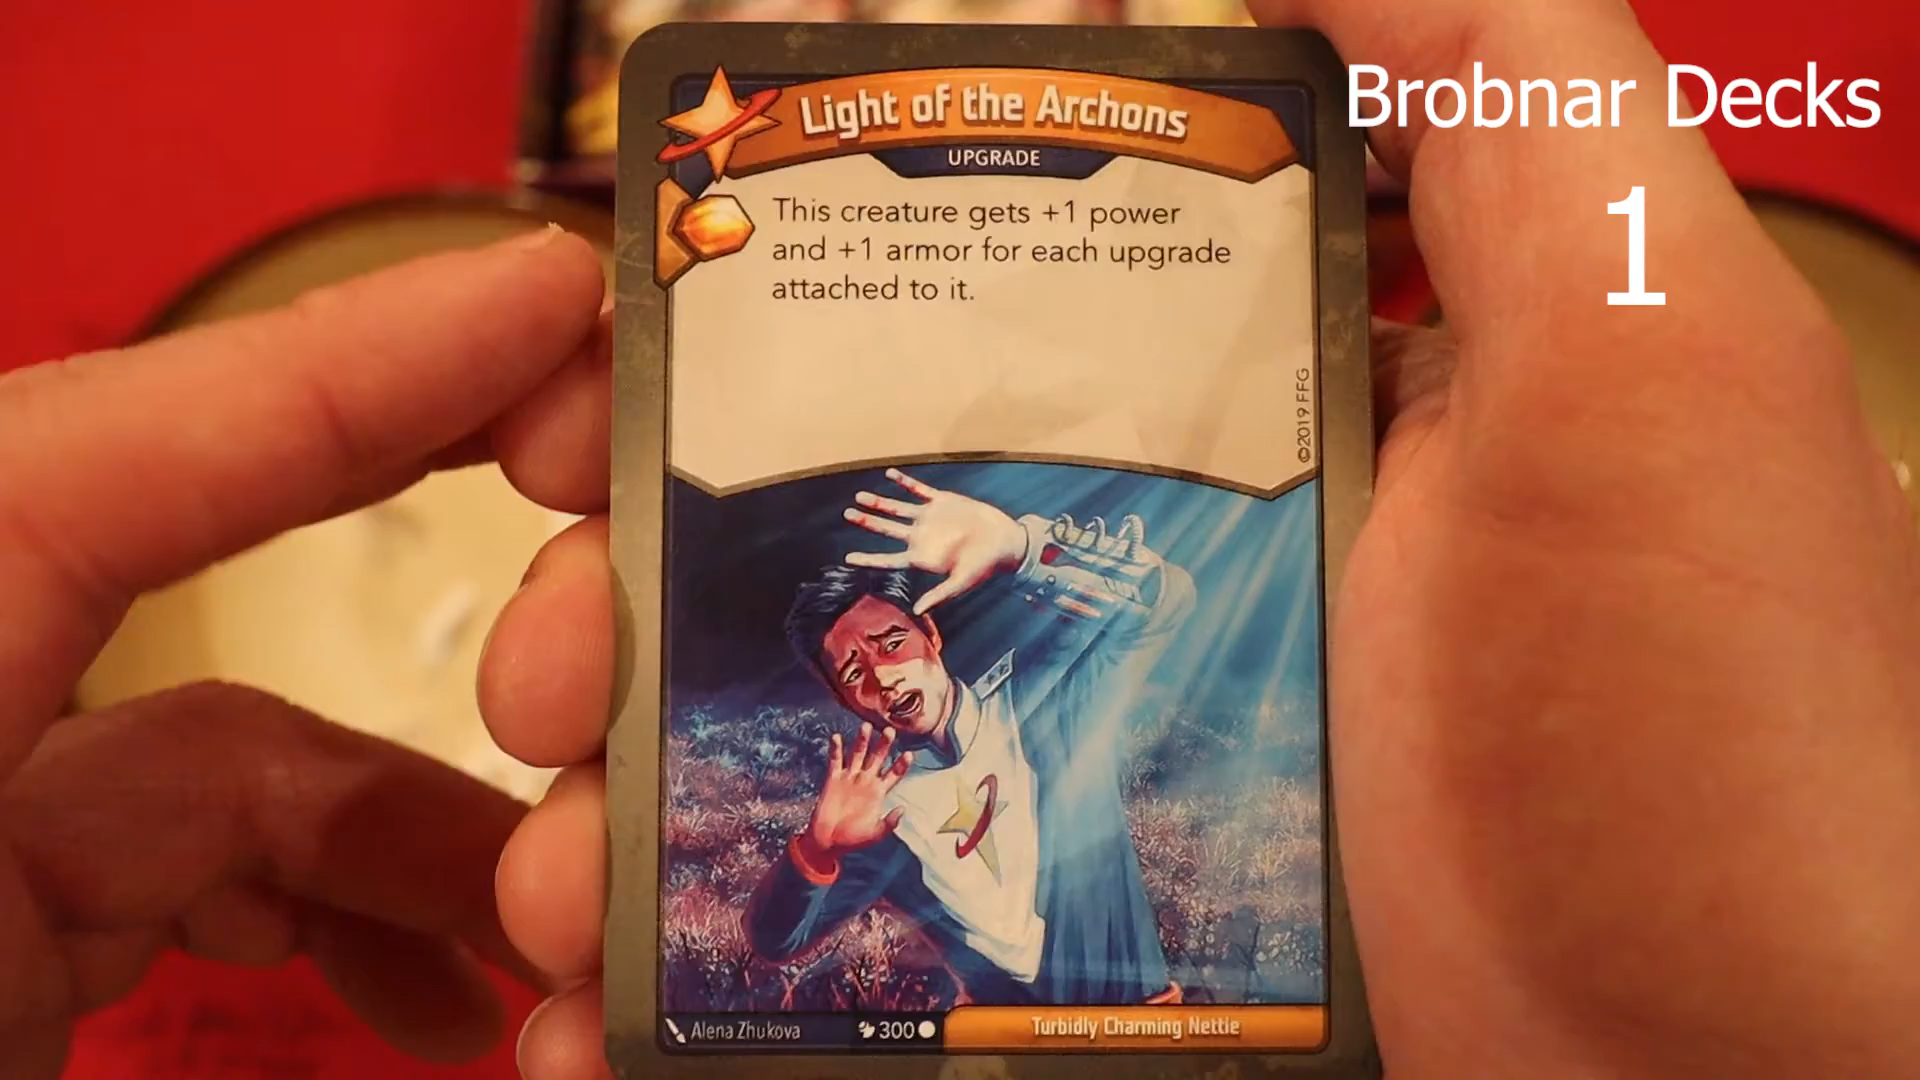 Light of the Archons
UPGRADE
This creature gets +1 power
and +1 armor for each upgrade
attached to it.
©2019 FFG
Alena Zhukova
300
Turbidly Charming Nettie
Brobnar Decks
1